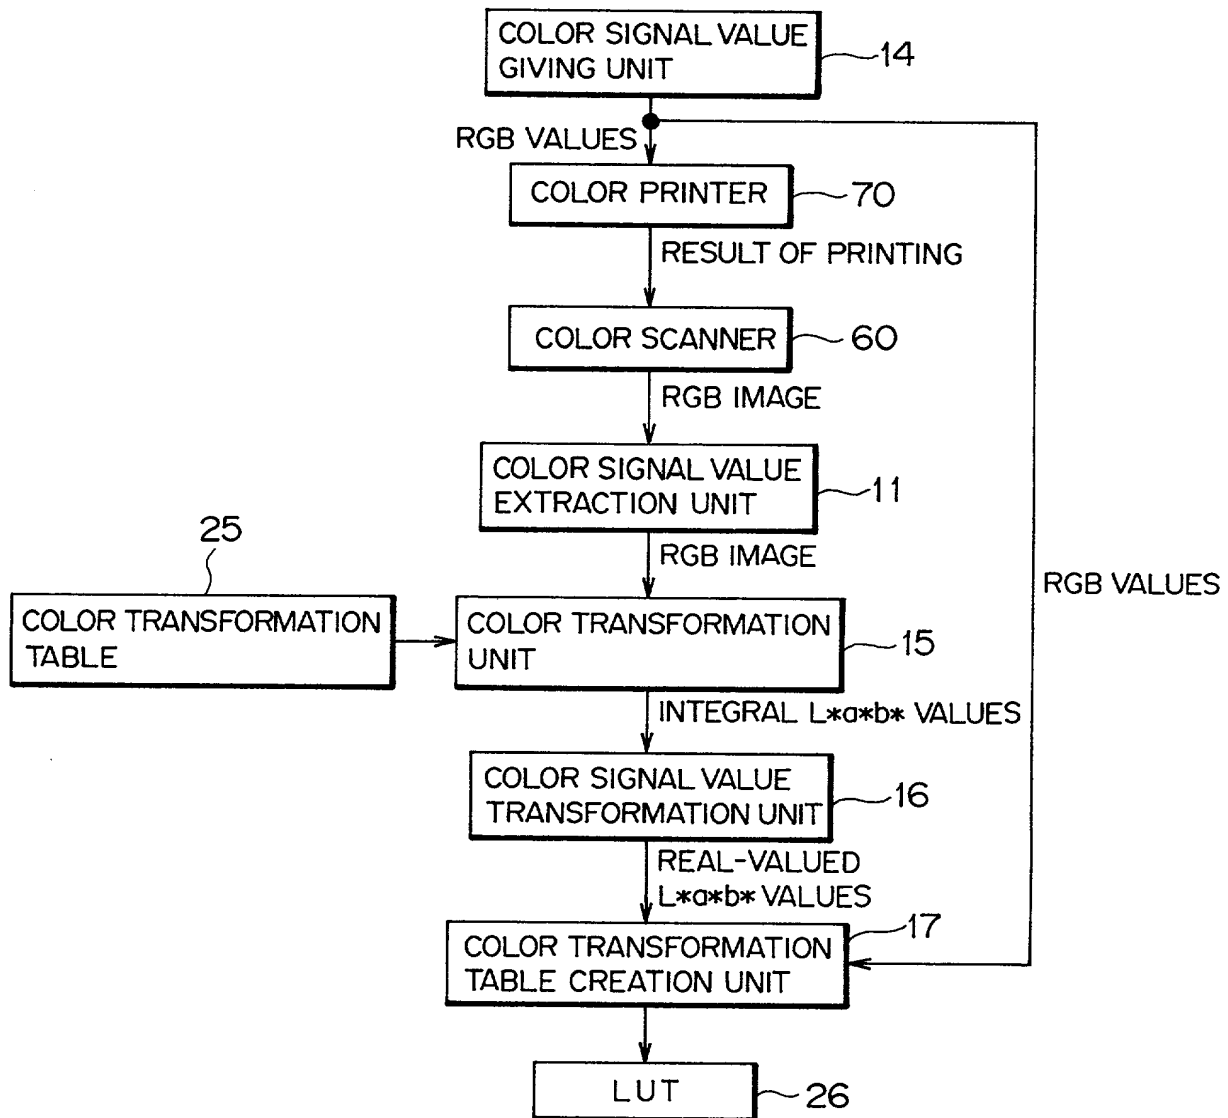 COLOR SIGNAL VALUE
GIVING UNIT
14
RGB VALUES
COLOR PRINTER
70
RESULT OF PRINTING
COLOR SCANNER
60
RGB IMAGE
COLOR SIGNAL VALUE
EXTRACTION UNIT
11
RGB IMAGE
RGB VALUES
25
COLOR TRANSFORMATION
TABLE
COLOR TRANSFORMATION
UNIT
15
INTEGRAL L*a*b* VALUES
COLOR SIGNAL VALUE
TRANSFORMATION UNIT
16
REAL-VALUED
L*a*b* VALUES
COLOR TRANSFORMATION
TABLE CREATION UNIT
17
LUT
26